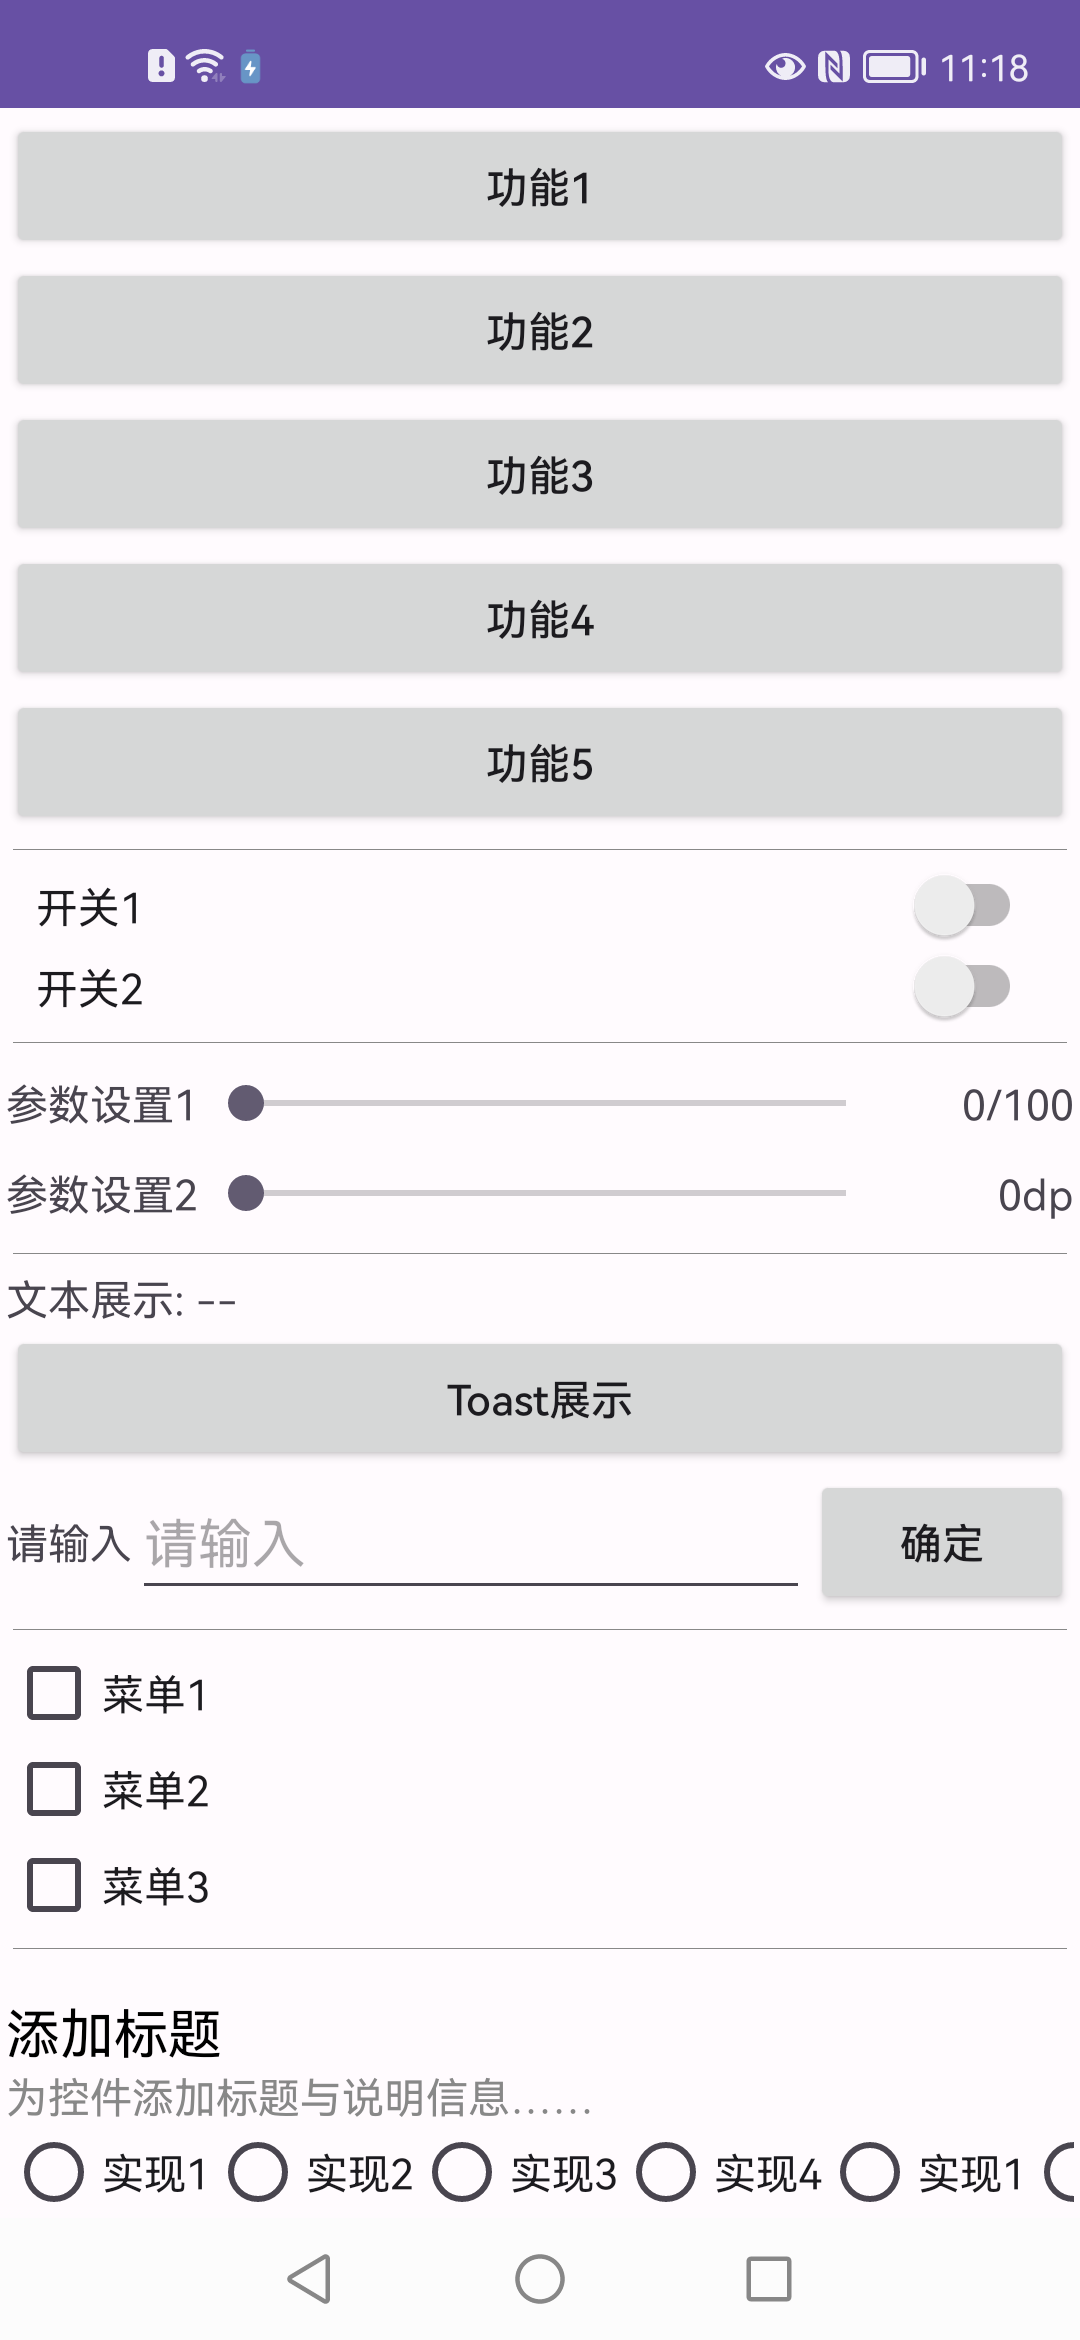 11:18
功能1
功能2
功能3
功能4
功能5
开关1
开关2
参数设置1 0/100
参数设置2 0dp
文本展示: --
Toast展示
请输入 请输入 确定
菜单1
菜单2
菜单3
添加标题
为控件添加标题与说明信息......
实现1 实现2 实现3 实现4 实现1